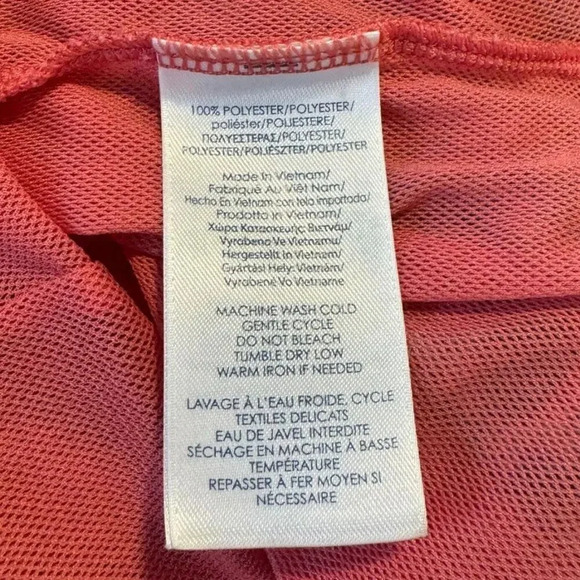 100% POLYESTER/POLYESTER/
poliéster/POLIESTERE/
ΠΟΛΥΕΣΤΕΡΑΣ/POLYESTER/
POLYESTER/POLIÉSZTER/POLYESTER
Made In Vietnam/
Fabriqué Au Viêt Nam/
Hecho En Vietnam con tela importada/
Prodotto In Vietnam/
Χώρα Κατασκευής Βιετνάμ/
Vyrobeno Ve Vietnamu/
Hergestellt in Vietnam/
Gyártási Hely: Vietnám/
Vyrobené Vo Vietname
MACHINE WASH COLD
GENTLE CYCLE
DO NOT BLEACH
TUMBLE DRY LOW
WARM IRON IF NEEDED
LAVAGE À L'EAU FROIDE, CYCLE
TEXTILES DELICATS
EAU DE JAVEL INTERDITE
SÉCHAGE EN MACHINE À BASSE
TEMPÉRATURE
REPASSER À FER MOYEN SI
NÉCESSAIRE